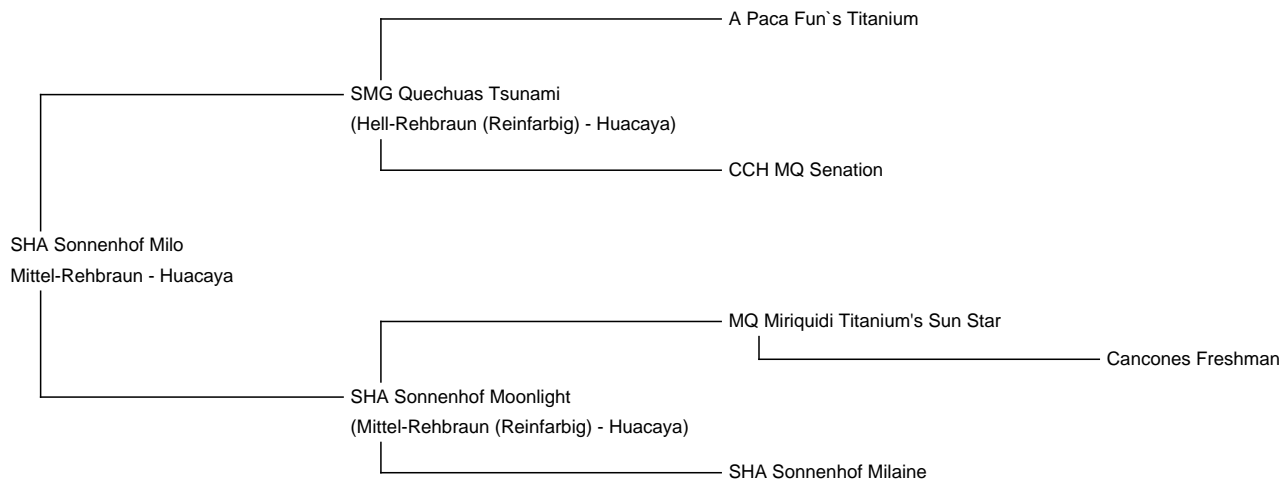 A Paca Fun`s Titanium
SMG Quechuas Tsunami
(Hell-Rehbraun (Reinfarbig) - Huacaya)
CCH MQ Senation
SHA Sonnenhof Milo
Mittel-Rehbraun - Huacaya
MQ Miriquidi Titanium's Sun Star
Cancones Freshman
SHA Sonnenhof Moonlight
(Mittel-Rehbraun (Reinfarbig) - Huacaya)
SHA Sonnenhof Milaine